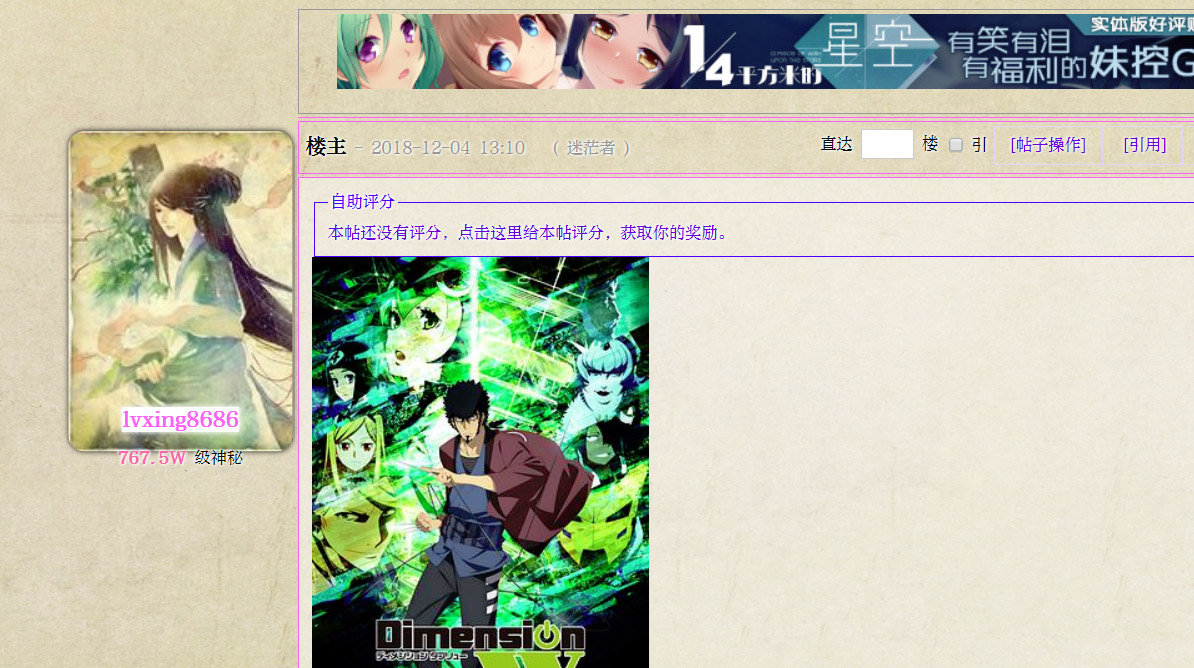 1/4平方米的
星空
有笑有泪
有福利的妹控G
实体版好评
楼主 - 2018-12-04 13:10 ( 迷茫者 )
直达 楼 引 [帖子操作] [引用]
自助评分
本帖还没有评分，点击这里给本帖评分，获取你的奖励。
lvxing8686
767.5W 级神秘
Dimension
ディメンション ダブリュー
W